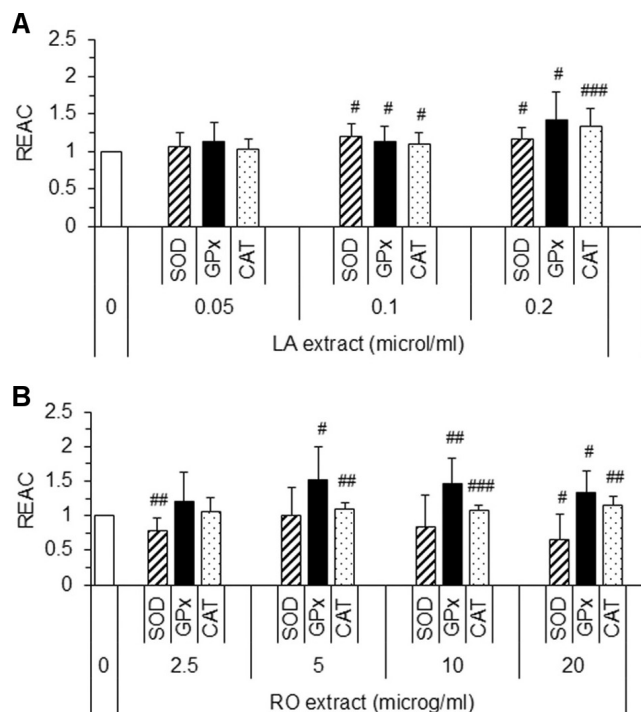 A
2.5
2
1.5
1
0.5
0
REAC
# # #
# # ###
SOD GPx CAT SOD GPx CAT SOD GPx CAT
0 0.05 0.1 0.2
LA extract (microl/ml)
B
2.5
2
1.5
1
0.5
0
REAC
## # ## ## ### # # ##
SOD GPx CAT SOD GPx CAT SOD GPx CAT SOD GPx CAT
0 2.5 5 10 20
RO extract (microg/ml)